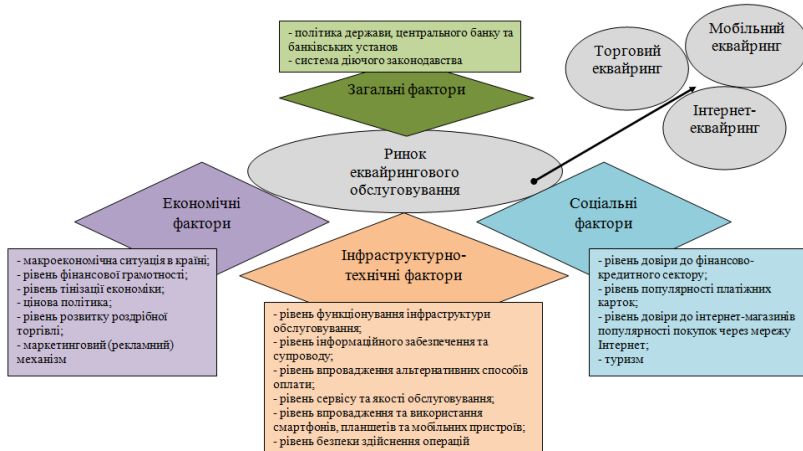 - політика держави, центрального банку та
банківських установ
- система діючого законодавства
Загальні фактори
Торговий
еквайринг
Мобільний
еквайринг
Інтернет-
еквайринг
Ринок
еквайрингового
обслуговування
Економічні
фактори
- макроекономічна ситуація в країні;
- рівень фінансової грамотності;
- рівень тінізації економіки;
- цінова політика;
- рівень розвитку роздрібної
торгівлі;
- маркетинговий (рекламний)
механізм
Інфраструктурно-
технічні фактори
- рівень функціонування інфраструктури
обслуговування;
- рівень інформаційного забезпечення та
супроводу;
- рівень впровадження альтернативних способів
оплати;
- рівень сервісу та якості обслуговування;
- рівень впровадження та використання
смартфонів, планшетів та мобільних пристроїв;
- рівень безпеки здійснення операцій
Соціальні
фактори
- рівень довіри до фінансово-
кредитного сектору;
- рівень популярності платіжних
карток;
- рівень довіри до інтернет-магазинів
популярності покупок через мережу
Інтернет;
- туризм